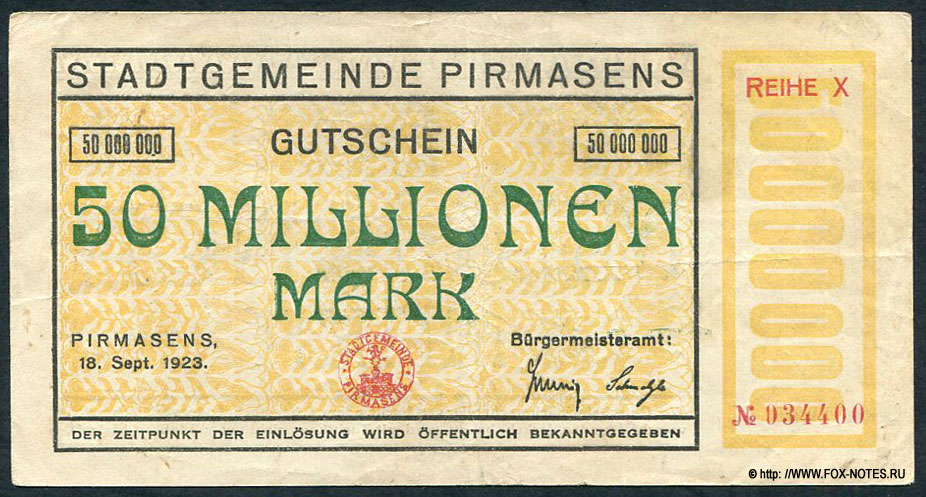 STADTGEMEINDE PIRMASENS
REIHE X
50 000 000
GUTSCHEIN
50 000 000
50 MILLIONEN
MARK
PIRMASENS,
18. Sept. 1923.
STADTGEMEINDE
PIRMASENS
Bürgermeisteramt:
№ 034400
DER ZEITPUNKT DER EINLÖSUNG WIRD ÖFFENTLICH BEKANNTGEGEBEN
© http: //WWW.FOX-NOTES.RU